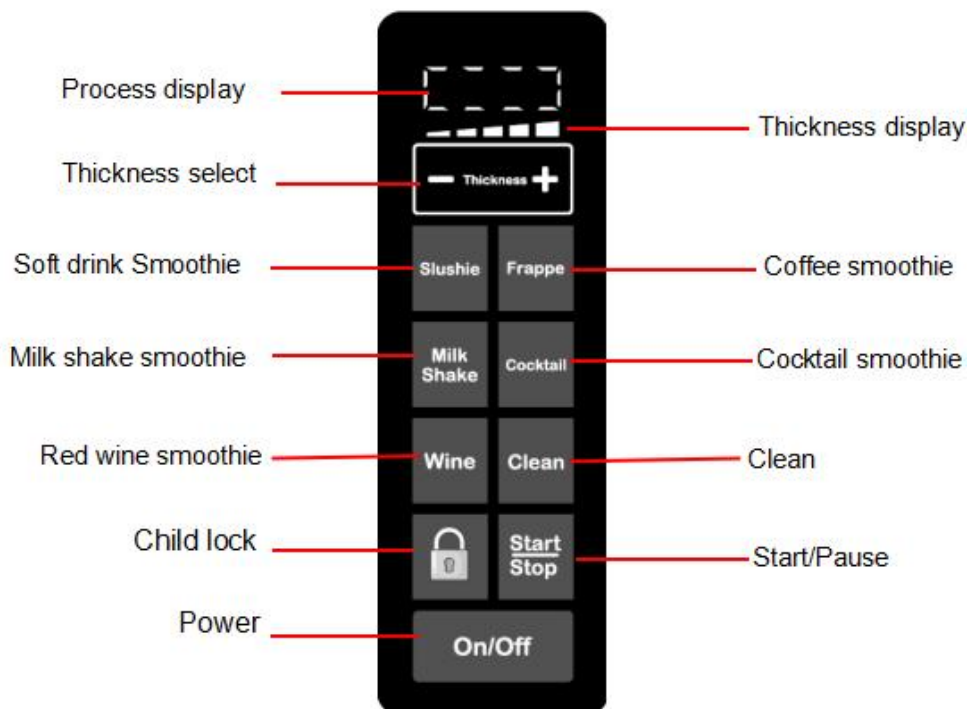 Process display
Thickness display
Thickness select
Thickness
Soft drink Smoothie
Slushie
Frappe
Coffee smoothie
Milk shake smoothie
Milk
Shake
Cocktail
Cocktail smoothie
Red wine smoothie
Wine
Clean
Clean
Child lock
Start
Stop
Start/Pause
Power
On/Off